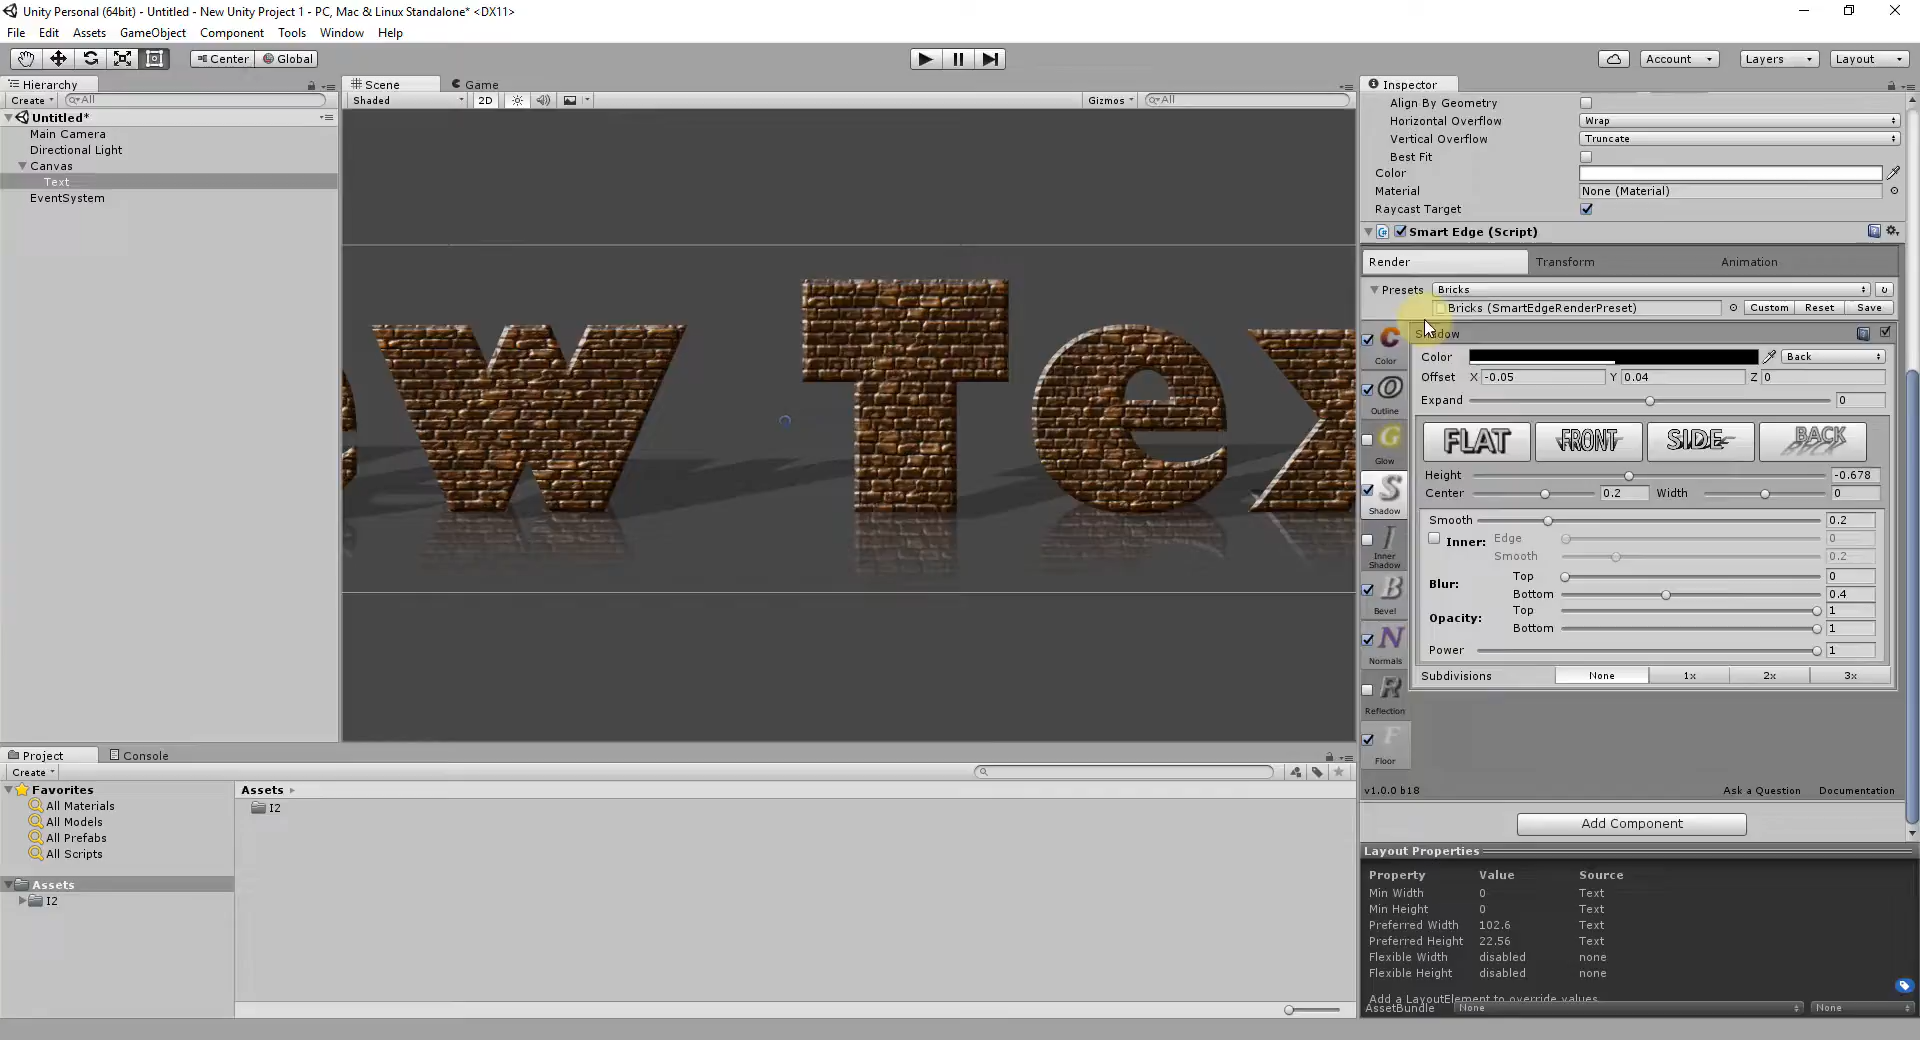 Unity Personal (64bit) - Untitled - New Unity Project 1 - PC, Mac & Linux Standalone* <DX11>
File Edit Assets GameObject Component Tools Window Help
Center Global Account Layers Layout
Hierarchy
Create All
Untitled*
Main Camera
Directional Light
Canvas
Text
EventSystem
Scene Game
Shaded 2D Gizmos All
ew Tex
Inspector
Align By Geometry
Horizontal Overflow Wrap
Vertical Overflow Truncate
Best Fit
Color
Material None (Material)
Raycast Target
Smart Edge (Script)
Render Transform Animation
Presets Bricks
Bricks (SmartEdgeRenderPreset) Custom Reset Save
C Color
O Outline
G Glow
S Shadow
I Inner Shadow
B Bevel
N Normals
R Reflection
F Floor
Shadow
Color Back
Offset X -0.05 Y 0.04 Z 0
Expand 0
FLAT FRONT SIDE BACK
Height -0.678
Center 0.2 Width 0
Smooth 0.2
Inner: Edge 0
Smooth 0.2
Blur: Top 0
Bottom 0.4
Opacity: Top 1
Bottom 1
Power 1
Subdivisions None 1x 2x 3x
v1.0.0 b18 Ask a Question Documentation
Add Component
Layout Properties
Property Value Source
Min Width 0 Text
Min Height 0 Text
Preferred Width 102.6 Text
Preferred Height 22.56 Text
Flexible Width disabled none
Flexible Height disabled none
Add a LayoutElement to override values
AssetBundle None None
Project Console
Create
Favorites
All Materials
All Models
All Prefabs
All Scripts
Assets
I2
Assets
I2